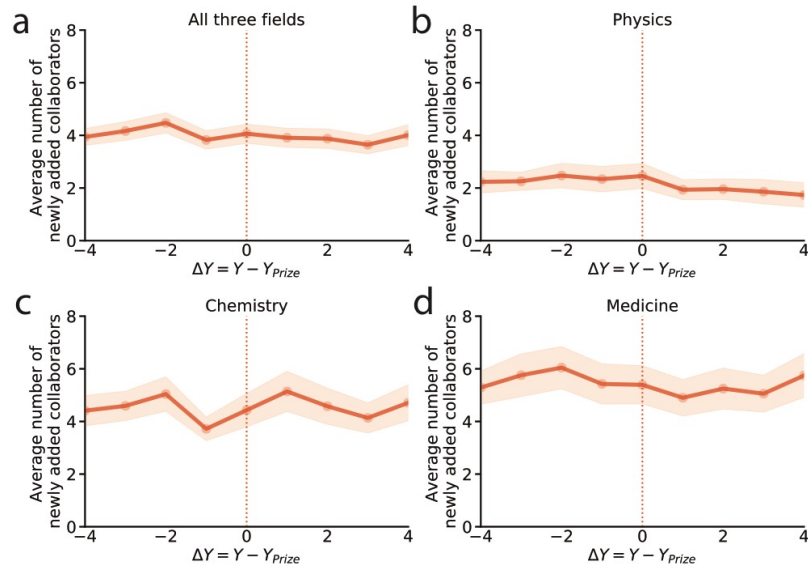 a
All three fields
Average number of
newly added collaborators
8
6
4
2
0
−4
−2
0
2
4
ΔY = Y − Y_Prize
b
Physics
Average number of
newly added collaborators
8
6
4
2
0
−4
−2
0
2
4
ΔY = Y − Y_Prize
c
Chemistry
Average number of
newly added collaborators
8
6
4
2
0
−4
−2
0
2
4
ΔY = Y − Y_Prize
d
Medicine
Average number of
newly added collaborators
8
6
4
2
0
−4
−2
0
2
4
ΔY = Y − Y_Prize